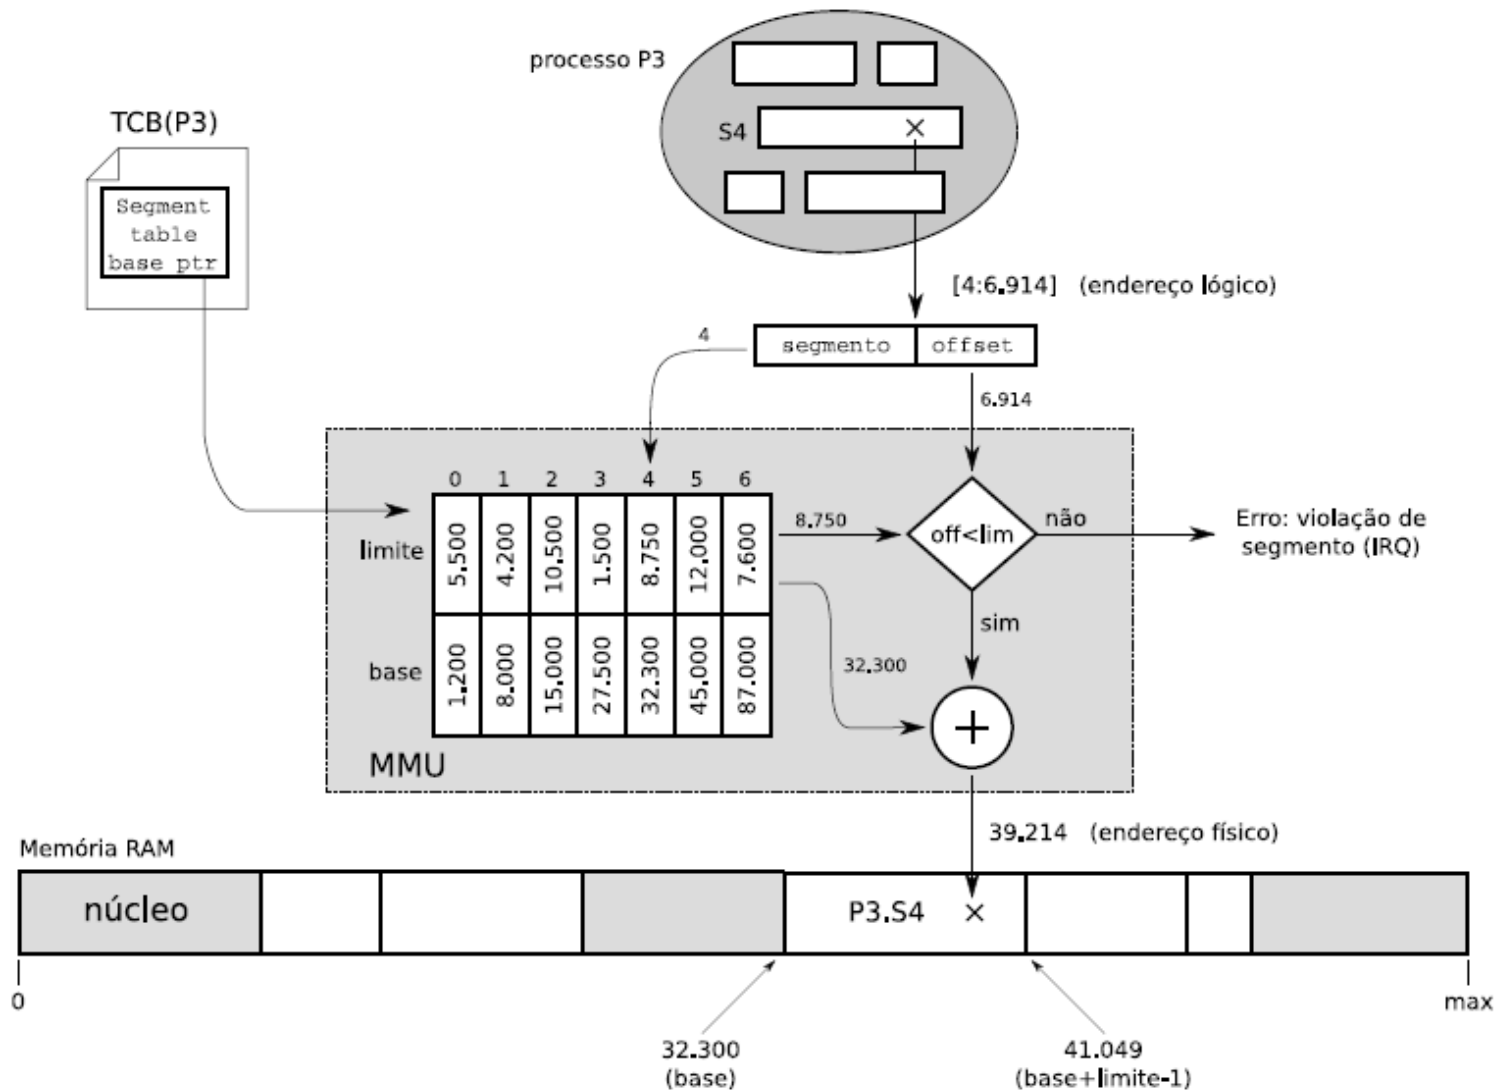 processo P3
TCB(P3)
S4
Segment
table
base ptr
[4:6.914] (endereço lógico)
4
segmento offset
6.914
0 1 2 3 4 5 6
limite 5.500 4.200 10.500 1.500 8.750 12.000 7.600
8.750
off<lim
não
Erro: violação de
segmento (IRQ)
sim
base 1.200 8.000 15.000 27.500 32.300 45.000 87.000
32.300
+
MMU
39.214 (endereço físico)
Memória RAM
núcleo
P3.S4
0
max
32.300
(base)
41.049
(base+limite-1)